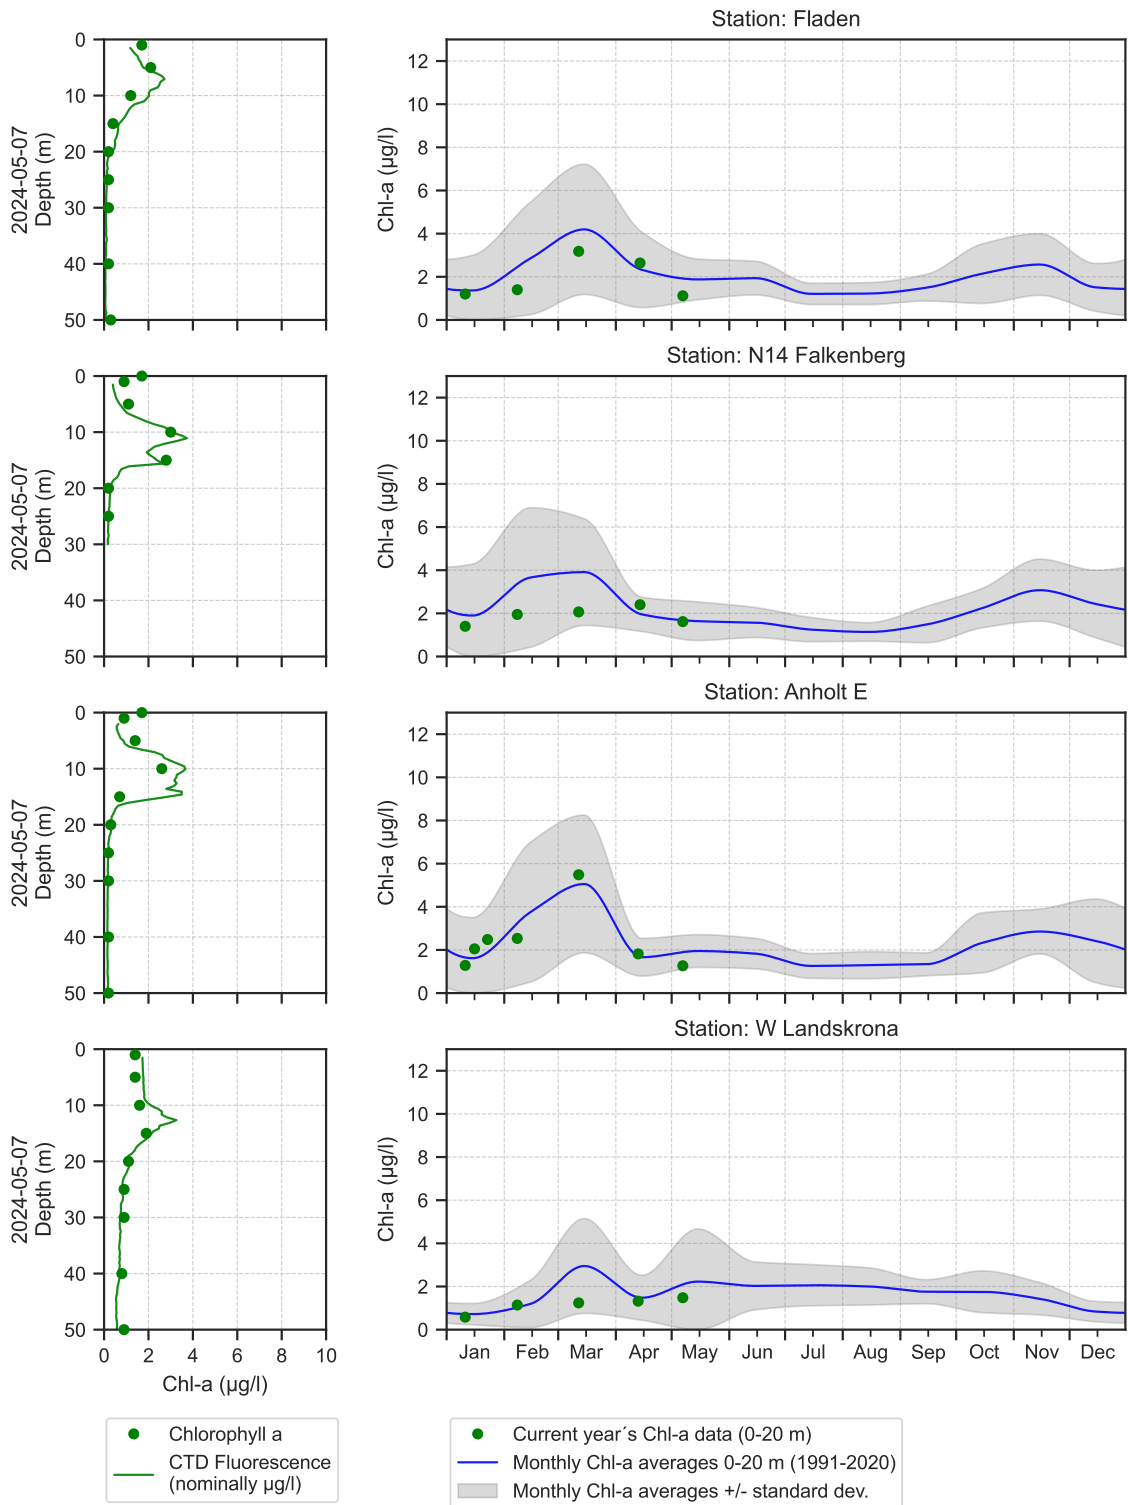 Station: Fladen
0
10
20
30
40
50
2024-05-07
Depth (m)
12
10
8
6
4
2
0
Chl-a (µg/l)
Station: N14 Falkenberg
0
10
20
30
40
50
2024-05-07
Depth (m)
12
10
8
6
4
2
0
Chl-a (µg/l)
Station: Anholt E
0
10
20
30
40
50
2024-05-07
Depth (m)
12
10
8
6
4
2
0
Chl-a (µg/l)
Station: W Landskrona
0
10
20
30
40
50
2024-05-07
Depth (m)
0 2 4 6 8 10
Chl-a (µg/l)
12
10
8
6
4
2
0
Chl-a (µg/l)
Jan Feb Mar Apr May Jun Jul Aug Sep Oct Nov Dec
Chlorophyll a
CTD Fluorescence
(nominally µg/l)
Current year´s Chl-a data (0-20 m)
Monthly Chl-a averages 0-20 m (1991-2020)
Monthly Chl-a averages +/- standard dev.